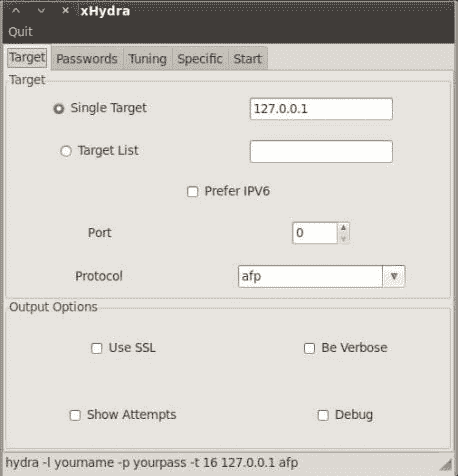 xHydra
Quit
Target Passwords Tuning Specific Start
Target
Single Target 127.0.0.1
Target List
Prefer IPV6
Port 0
Protocol afp
Output Options
Use SSL Be Verbose
Show Attempts Debug
hydra -l yourname -p yourpass -t 16 127.0.0.1 afp